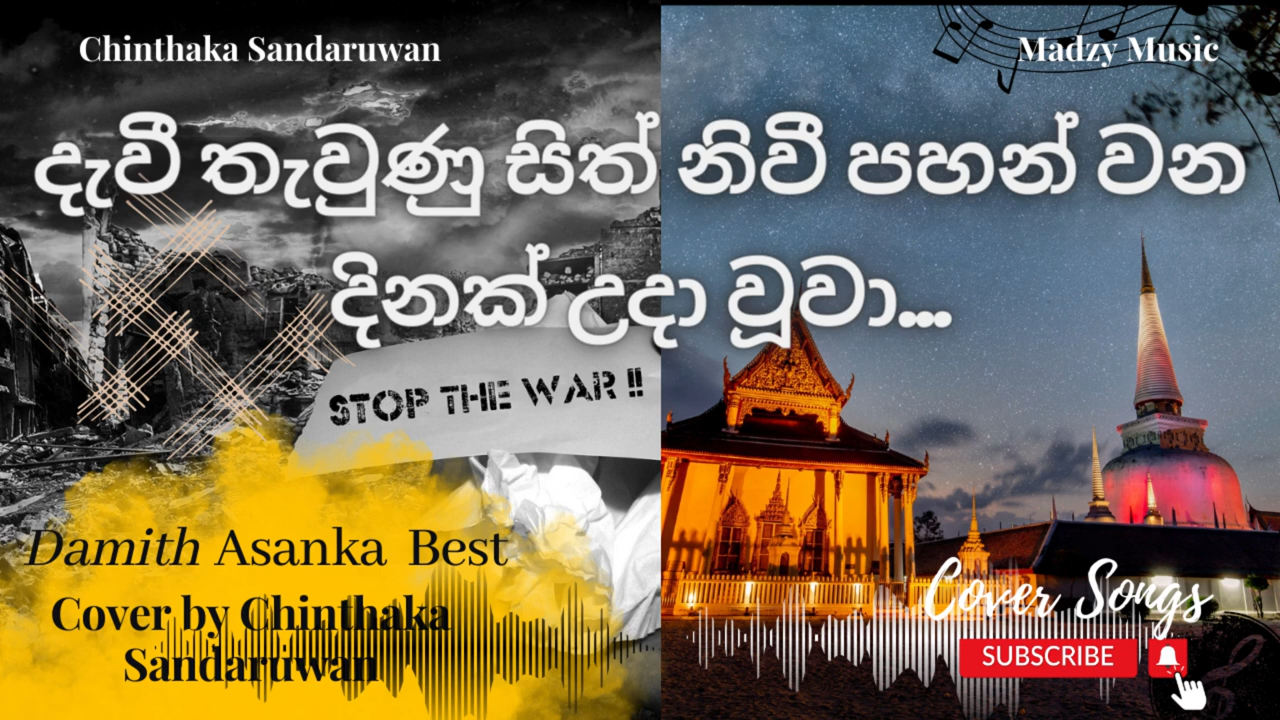 Chinthaka Sandaruwan
Madzy Music
දැවී තැවුණු සිත් නිවී පහන් වන
දිනක් උදා වූවා...
STOP THE WAR !!
Damith Asanka Best
Cover by Chinthaka
Sandaruwan
Cover Songs
SUBSCRIBE